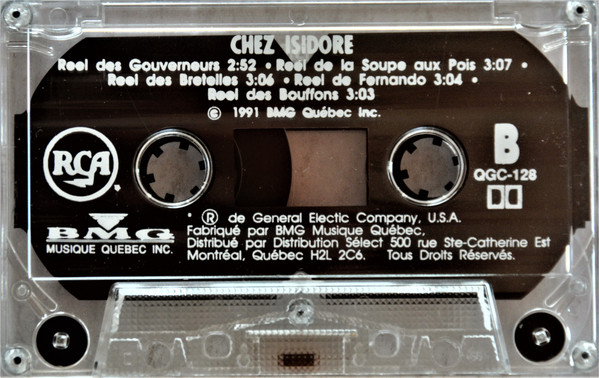 CHEZ ISIDORE
Reel des Gouverneurs 2:52 • Reel de la Soupe aux Pois 3:07 •
Reel des Bretelles 3:06 • Reel de Fernando 3:04 •
Reel des Bouffons 3:03
© 1991 BMG Québec Inc.
RCA
B
QGC-128
BMG
MUSIQUE QUEBEC INC.
* ® de General Electic Company, U.S.A.
Fabriqué par BMG Musique Québec,
Distribué par Distribution Sélect 500 rue Ste-Catherine Est
Montréal, Québec H2L 2C6. Tous Droits Réservés.